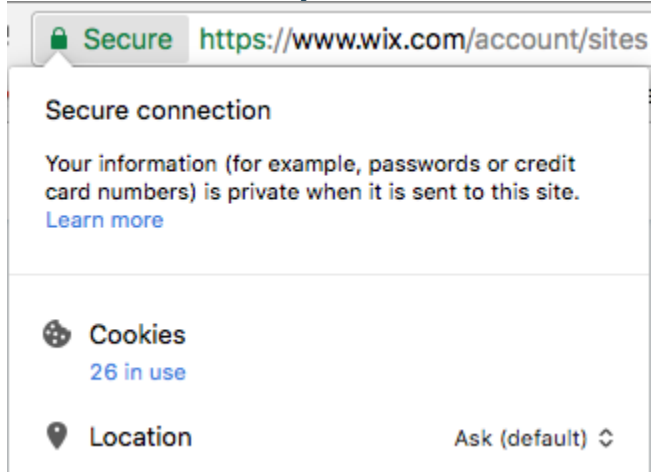 Secure https://www.wix.com/account/sites
Secure connection
Your information (for example, passwords or credit
card numbers) is private when it is sent to this site.
Learn more
Cookies
26 in use
Location Ask (default)